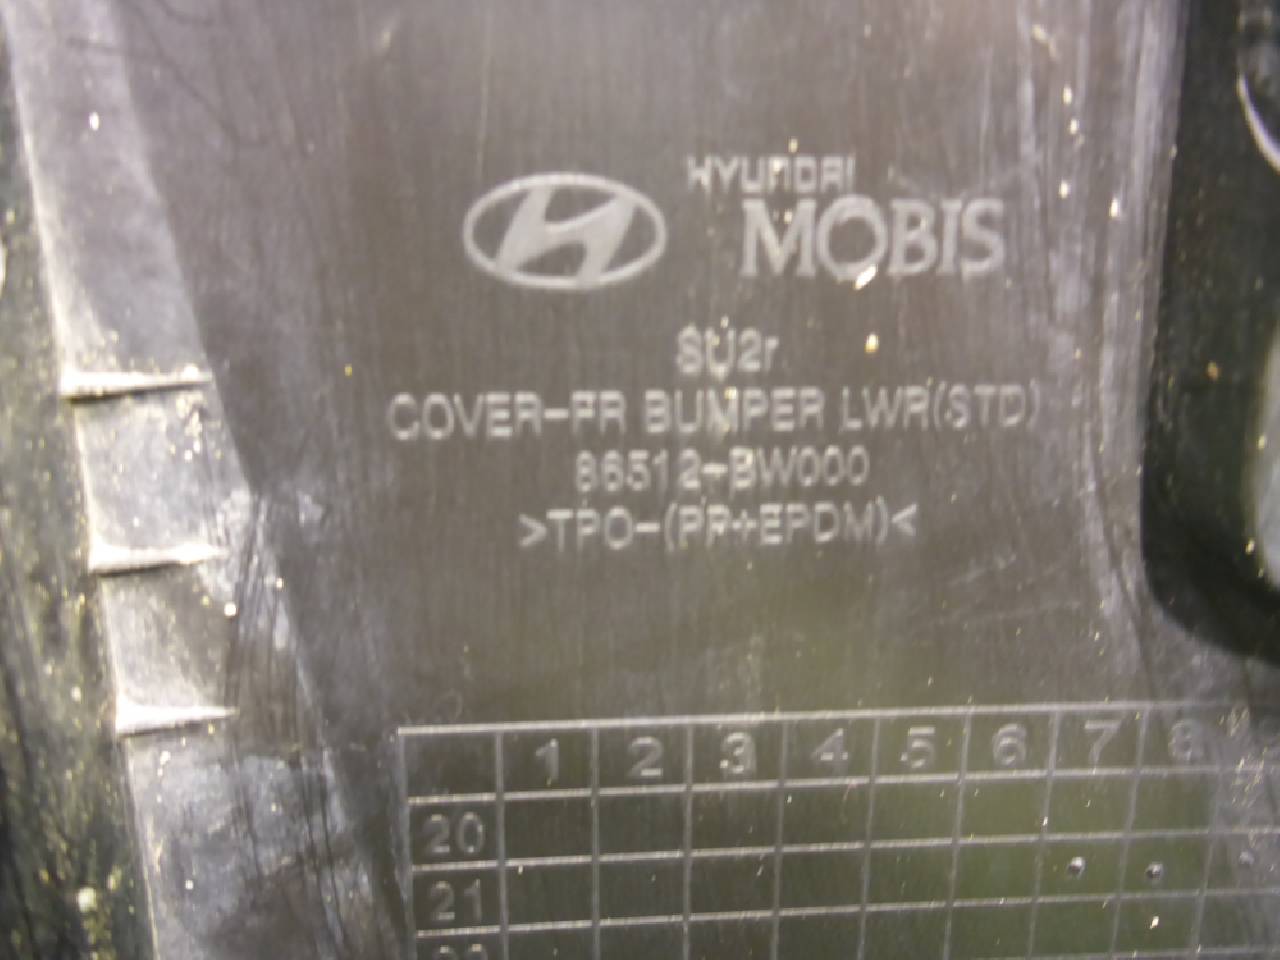 HYUNDAI
MOBIS
SU2r
COVER-FR BUMPER LWR(STD)
86512-BW000
>TPO-(PP+EPDM)<
1 2 3 4 5 6 7 8
20
21